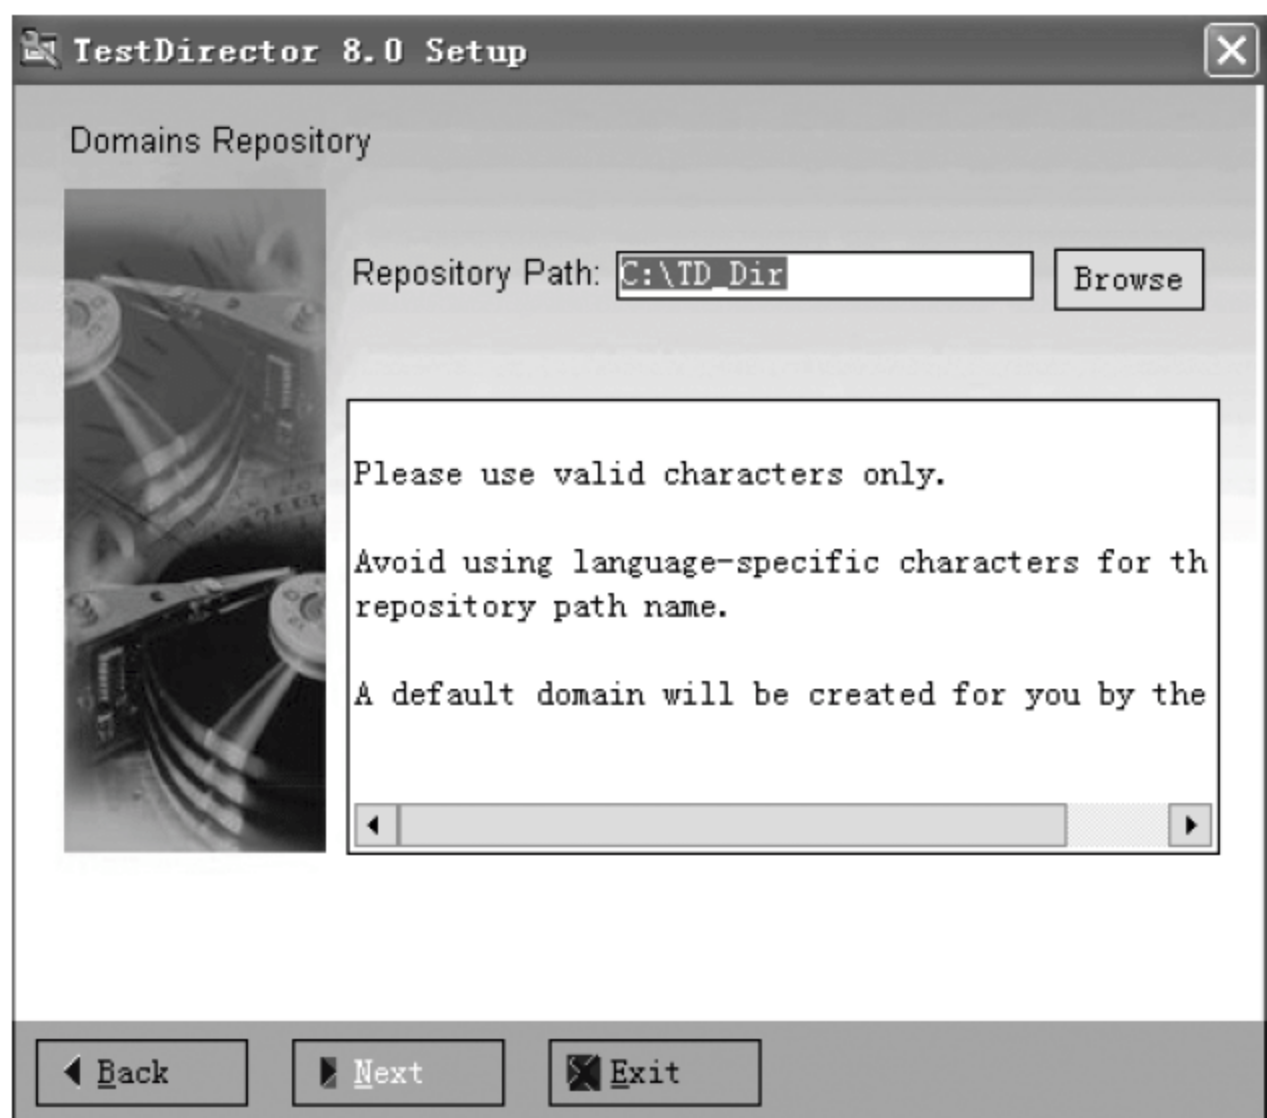 TestDirector 8.0 Setup
Domains Repository
Repository Path: C:\TD_Dir Browse
Please use valid characters only.
Avoid using language-specific characters for th
repository path name.
A default domain will be created for you by the
Back Next Exit